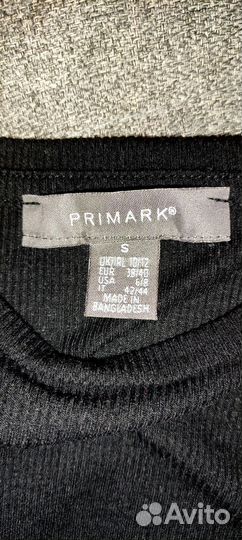 PRIMARK®
S
UK/IRL 10/12
EUR 38/40
USA 6/8
IT 42/44
MADE IN
BANGLADESH
Avito